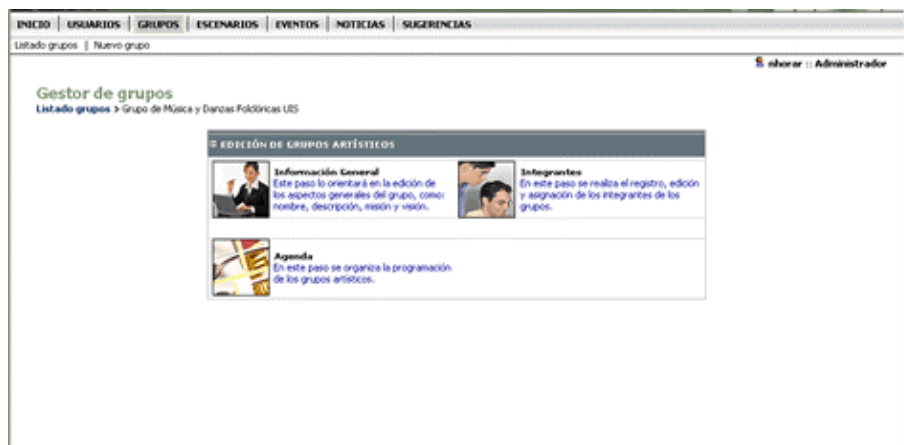 INICIO | USUARIOS | GRUPOS | ESCENARIOS | EVENTOS | NOTICIAS | SUGERENCIAS
Listado grupos | Nuevo grupo
nhorar :: Administrador
Gestor de grupos
Listado grupos > Grupo de Música y Danzas Folclóricas UIS
EDICIÓN DE GRUPOS ARTÍSTICOS
Información General
Este paso lo orientará en la edición de
los aspectos generales del grupo, como:
nombre, descripción, misión y visión.
Integrantes
En este paso se realiza el registro, edición
y asignación de los integrantes de los
grupos.
Agenda
En este paso se organiza la programación
de los grupos artísticos.